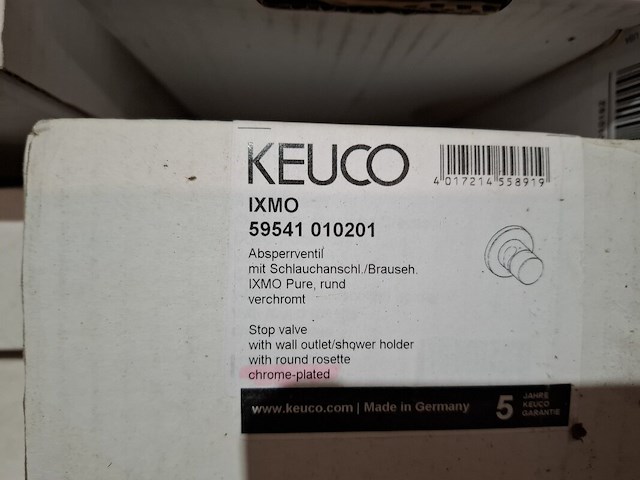 KEUCO
4 017214 558919
IXMO
59541 010201
Absperrventil
mit Schlauchanschl./Brauseh.
IXMO Pure, rund
verchromt
Stop valve
with wall outlet/shower holder
with round rosette
chrome-plated
www.keuco.com | Made in Germany
5 JAHRE
KEUCO
GARANTIE